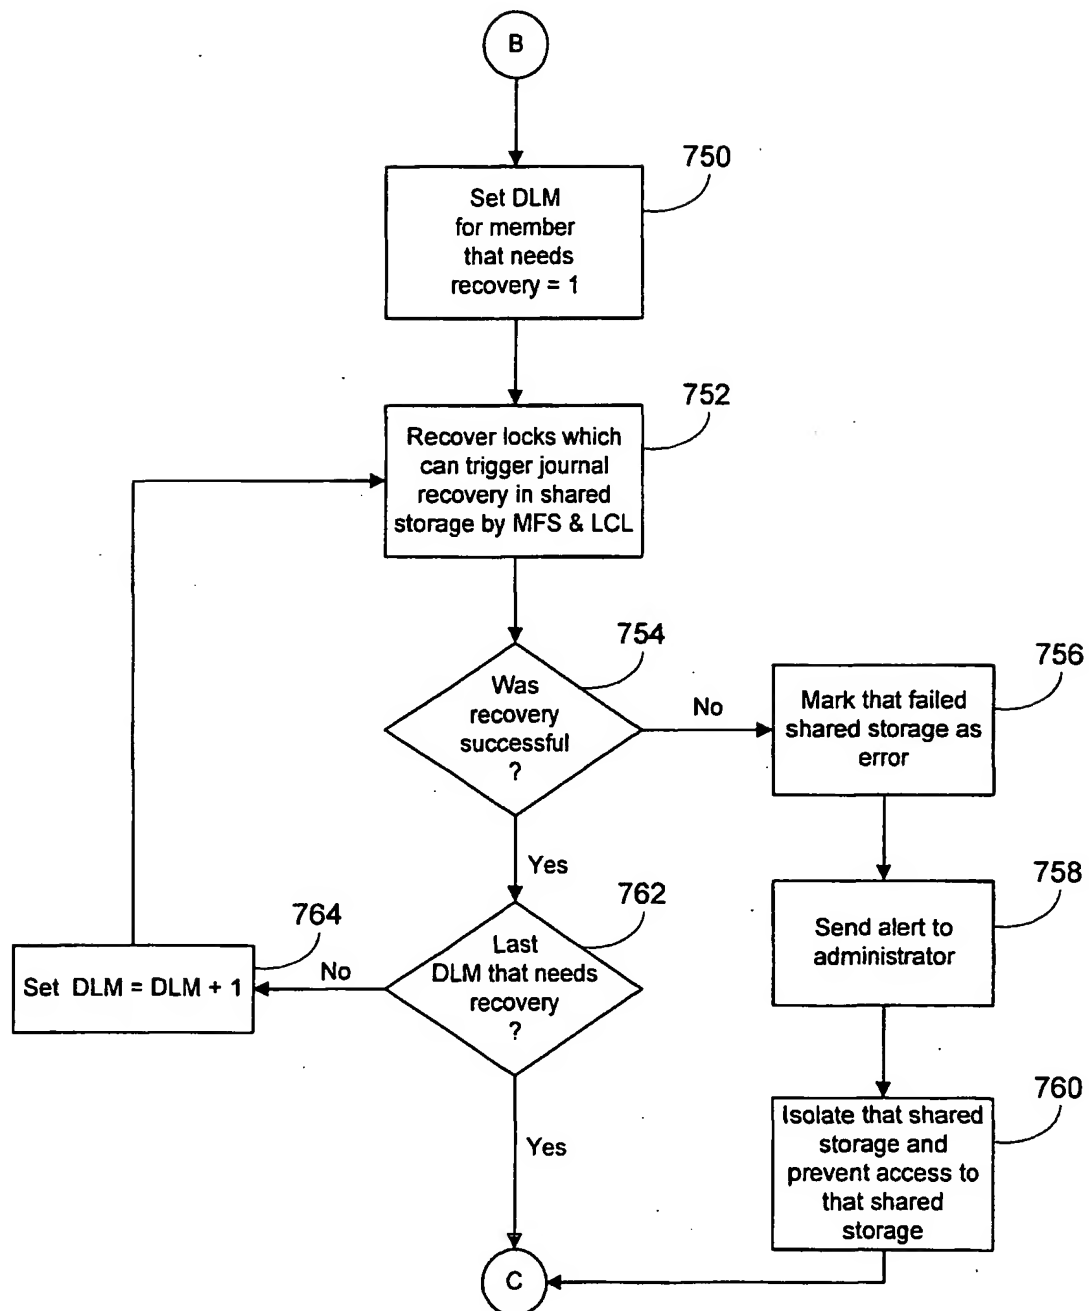 B
750
Set DLM
for member
that needs
recovery = 1
752
Recover locks which
can trigger journal
recovery in shared
storage by MFS & LCL
754
Was
recovery
successful
?
No
756
Mark that failed
shared storage as
error
Yes
758
Send alert to
administrator
762
Last
DLM that needs
recovery
?
No
764
Set DLM = DLM + 1
760
Isolate that shared
storage and
prevent access to
that shared
storage
Yes
C